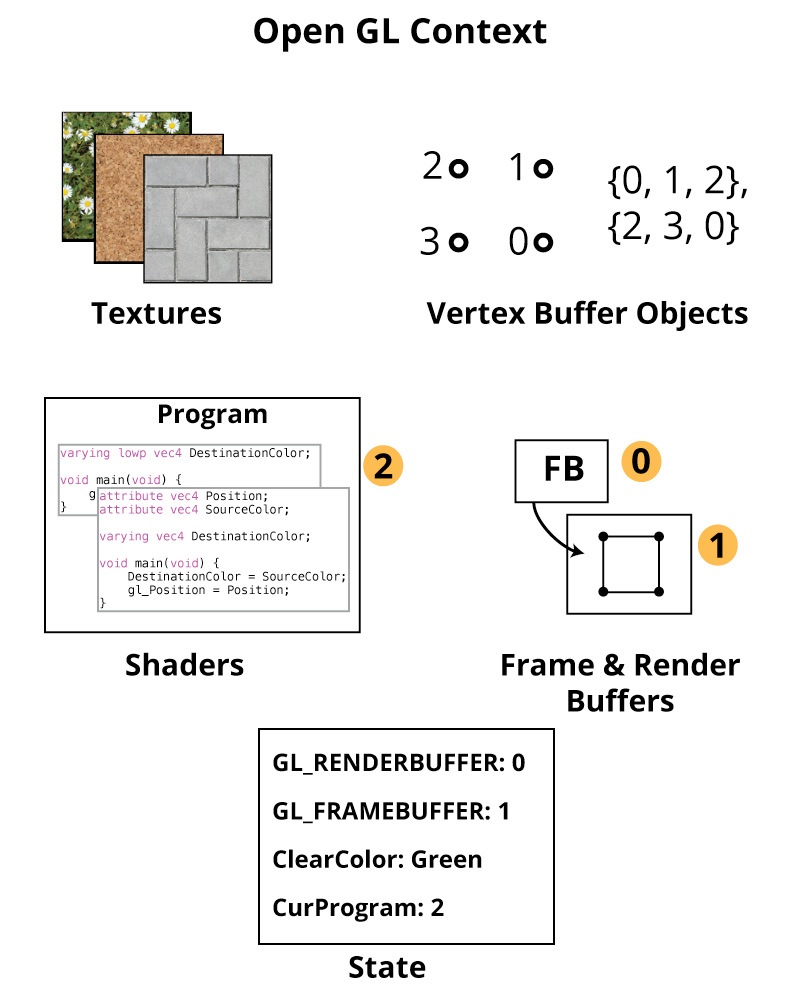 Open GL Context
2 1 {0, 1, 2},
3 0 {2, 3, 0}
Textures
Vertex Buffer Objects
Program
varying lowp vec4 DestinationColor;
void main(void) {
g
}
attribute vec4 Position;
attribute vec4 SourceColor;
varying vec4 DestinationColor;
void main(void) {
DestinationColor = SourceColor;
gl_Position = Position;
}
2
Shaders
FB
0
1
Frame & Render
Buffers
GL_RENDERBUFFER: 0
GL_FRAMEBUFFER: 1
ClearColor: Green
CurProgram: 2
State